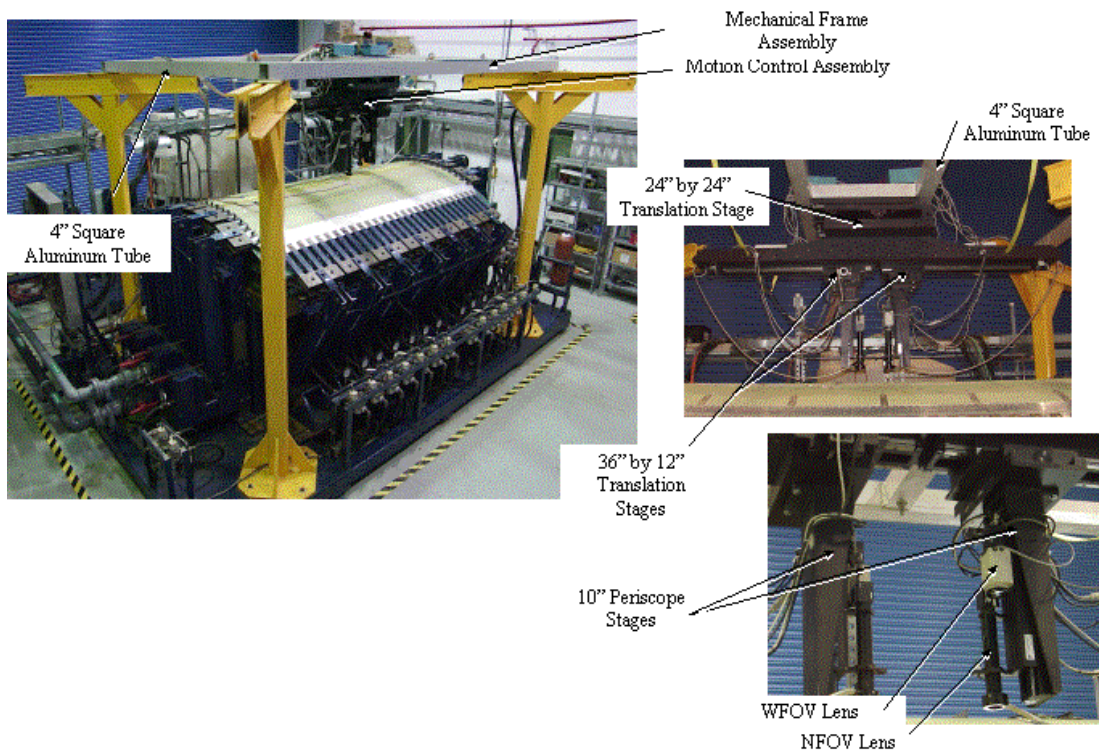 Mechanical Frame
Assembly
Motion Control Assembly
4” Square
Aluminum Tube
24” by 24”
Translation Stage
4” Square
Aluminum Tube
36” by 12”
Translation
Stages
10” Periscope
Stages
WFOV Lens
NFOV Lens